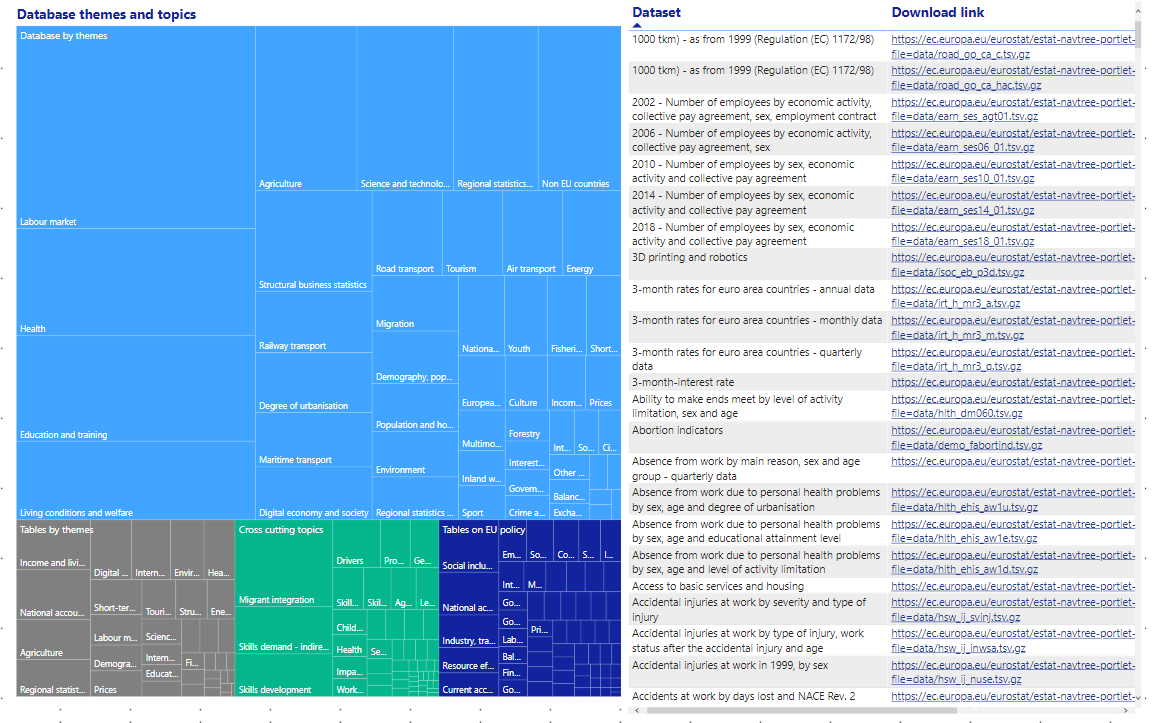 Database themes and topics
Database by themes
Labour market
Health
Education and training
Living conditions and welfare
Agriculture
Science and technolo...
Regional statistics...
Non EU countries
Structural business statistics
Railway transport
Degree of urbanisation
Maritime transport
Digital economy and society
Road transport
Tourism
Air transport
Energy
Migration
Demography, pop...
Population and ho...
Environment
Regional statistics ...
Nationa...
Youth
Fisheri...
Short...
Europea...
Culture
Incom...
Prices
Multimo...
Inland w...
Sport
Forestry
Interest...
Govern...
Crime a...
Int...
So...
Ci...
Other ...
Balanc...
Excha...
Tables by themes
Income and livi...
National accou...
Agriculture
Regional statist...
Digital ...
Intern...
Envir...
Hea...
Short-ter...
Labour m...
Demogra...
Prices
Touri...
Stru...
Ene...
Scienc...
Intern...
Educat...
Fi...
Cross cutting topics
Migrant integration
Skills demand - indire...
Skills development
Drivers
Pro...
Ge...
Skill...
Skil...
Ag...
Le...
Child...
Health
Impa...
Work...
Se...
Tables on EU policy
Social inclu...
National ac...
Industry, tra...
Resource ef...
Current acc...
Em...
So...
Co...
S...
I...
Int...
M...
Go...
Go...
Lab...
Bal...
Fin...
Go...
Pri...
Dataset
Download link
1000 tkm) - as from 1999 (Regulation (EC) 1172/98)
https://ec.europa.eu/eurostat/estat-navtree-portlet-
file=data/road_go_ca_c.tsv.gz
1000 tkm) - as from 1999 (Regulation (EC) 1172/98)
https://ec.europa.eu/eurostat/estat-navtree-portlet-
file=data/road_go_ca_hac.tsv.gz
2002 - Number of employees by economic activity,
collective pay agreement, sex, employment contract
https://ec.europa.eu/eurostat/estat-navtree-portlet-
file=data/earn_ses_agt01.tsv.gz
2006 - Number of employees by economic activity,
collective pay agreement, sex
https://ec.europa.eu/eurostat/estat-navtree-portlet-
file=data/earn_ses06_01.tsv.gz
2010 - Number of employees by sex, economic
activity and collective pay agreement
https://ec.europa.eu/eurostat/estat-navtree-portlet-
file=data/earn_ses10_01.tsv.gz
2014 - Number of employees by sex, economic
activity and collective pay agreement
https://ec.europa.eu/eurostat/estat-navtree-portlet-
file=data/earn_ses14_01.tsv.gz
2018 - Number of employees by sex, economic
activity and collective pay agreement
https://ec.europa.eu/eurostat/estat-navtree-portlet-
file=data/earn_ses18_01.tsv.gz
3D printing and robotics
https://ec.europa.eu/eurostat/estat-navtree-portlet-
file=data/isoc_eb_p3d.tsv.gz
3-month rates for euro area countries - annual data
https://ec.europa.eu/eurostat/estat-navtree-portlet-
file=data/irt_h_mr3_a.tsv.gz
3-month rates for euro area countries - monthly data
https://ec.europa.eu/eurostat/estat-navtree-portlet-
file=data/irt_h_mr3_m.tsv.gz
3-month rates for euro area countries - quarterly
data
https://ec.europa.eu/eurostat/estat-navtree-portlet-
file=data/irt_h_mr3_q.tsv.gz
3-month-interest rate
https://ec.europa.eu/eurostat/estat-navtree-portlet-
Ability to make ends meet by level of activity
limitation, sex and age
https://ec.europa.eu/eurostat/estat-navtree-portlet-
file=data/hlth_dm060.tsv.gz
Abortion indicators
https://ec.europa.eu/eurostat/estat-navtree-portlet-
file=data/demo_fabortind.tsv.gz
Absence from work by main reason, sex and age
group - quarterly data
https://ec.europa.eu/eurostat/estat-navtree-portlet-
Absence from work due to personal health problems
by sex, age and degree of urbanisation
https://ec.europa.eu/eurostat/estat-navtree-portlet-
file=data/hlth_ehis_aw1u.tsv.gz
Absence from work due to personal health problems
by sex, age and educational attainment level
https://ec.europa.eu/eurostat/estat-navtree-portlet-
file=data/hlth_ehis_aw1e.tsv.gz
Absence from work due to personal health problems
by sex, age and level of activity limitation
https://ec.europa.eu/eurostat/estat-navtree-portlet-
file=data/hlth_ehis_aw1d.tsv.gz
Access to basic services and housing
https://ec.europa.eu/eurostat/estat-navtree-portlet-
Accidental injuries at work by severity and type of
injury
https://ec.europa.eu/eurostat/estat-navtree-portlet-
file=data/hsw_ij_svinj.tsv.gz
Accidental injuries at work by type of injury, work
status after the accidental injury and age
https://ec.europa.eu/eurostat/estat-navtree-portlet-
file=data/hsw_ij_inwsa.tsv.gz
Accidental injuries at work in 1999, by sex
https://ec.europa.eu/eurostat/estat-navtree-portlet-
file=data/hsw_ij_nuse.tsv.gz
Accidents at work by days lost and NACE Rev. 2
https://ec.europa.eu/eurostat/estat-navtree-portlet-